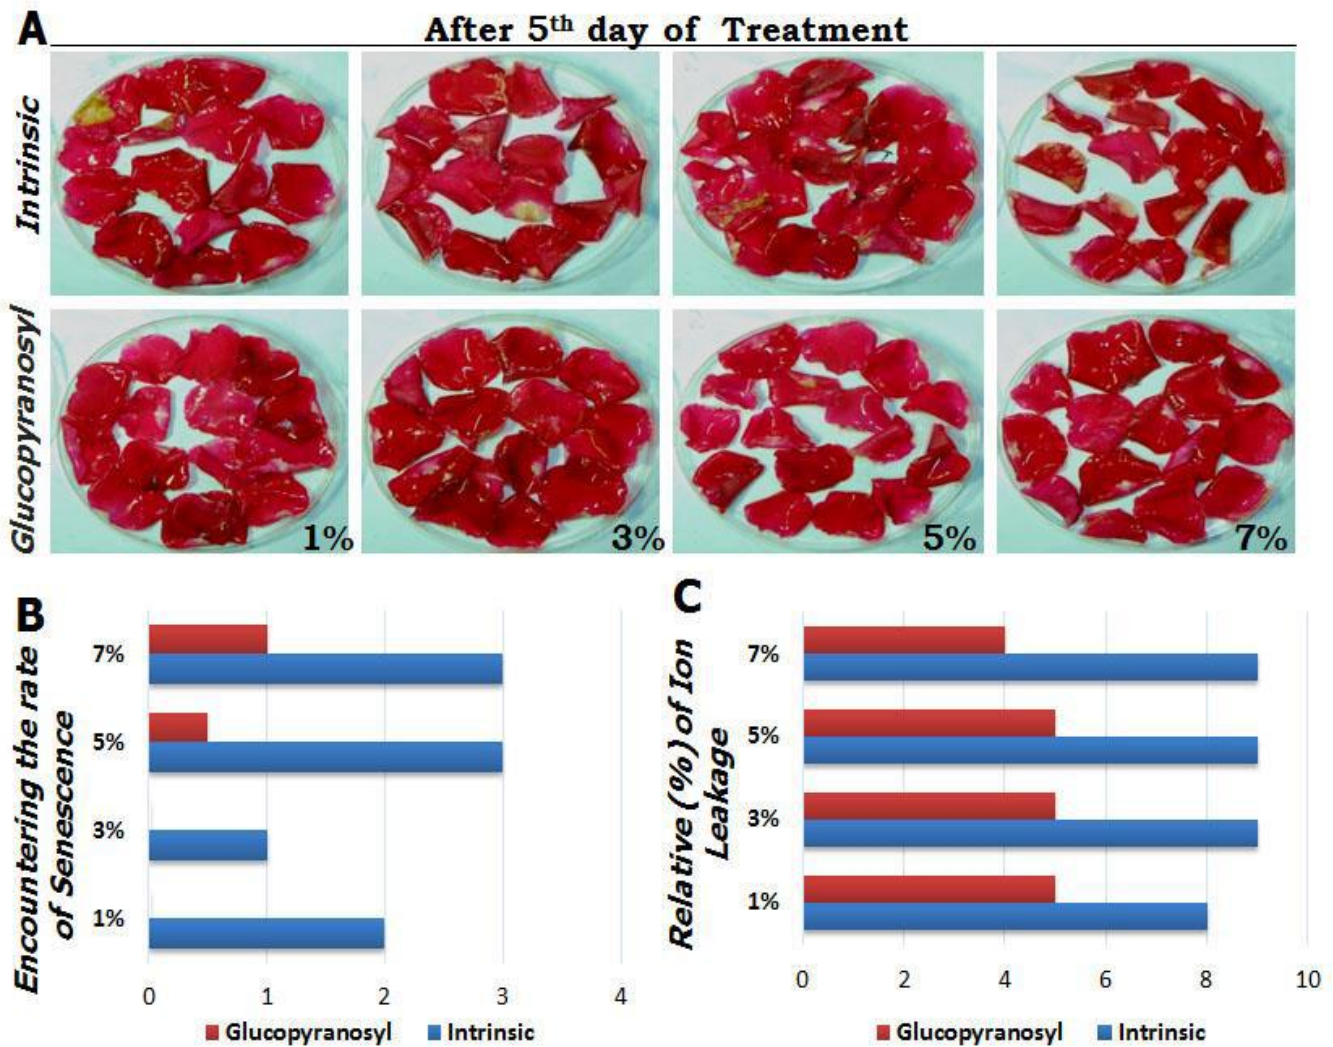 A
After 5th day of Treatment
Intrinsic
Glucopyranosyl
1%
3%
5%
7%
B
Encountering the rate
of Senescence
7%
5%
3%
1%
0 1 2 3 4
Glucopyranosyl Intrinsic
C
Relative (%) of Ion
Leakage
7%
5%
3%
1%
0 2 4 6 8 10
Glucopyranosyl Intrinsic